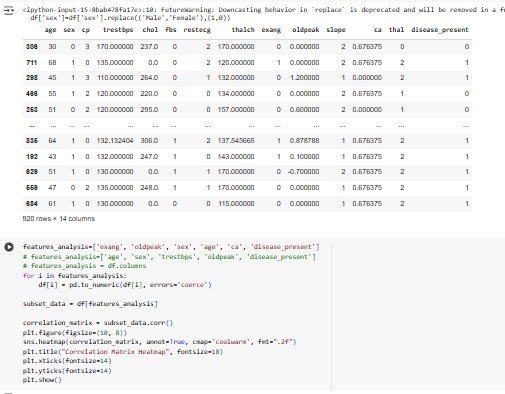 <ipython-input-15-8bab478fa17e>:10: FutureWarning: Downcasting behavior in `replace` is deprecated and will be removed in a f
df['sex']=df['sex'].replace(('Male','Female'),(1,0))
age sex cp trestbps chol fbs restecg thalch exang oldpeak slope ca thal disease_present
306 30 0 3 170.000000 237.0 0 2 170.000000 0 0.000000 2 0.676375 0 0
711 68 1 0 135.000000 0.0 0 2 120.000000 1 0.000000 2 0.676375 2 1
293 45 1 3 110.000000 264.0 0 1 132.000000 0 1.200000 1 0.000000 2 1
466 55 1 2 120.000000 220.0 0 0 134.000000 0 0.000000 2 0.676375 1 0
253 51 0 2 120.000000 295.0 0 0 157.000000 0 0.600000 2 0.000000 1 0
... ... ... ... ... ... ... ... ... ... ... ... ... ... ...
835 64 1 0 132.132404 306.0 1 2 137.545665 1 0.878788 1 0.676375 2 1
192 43 1 0 132.000000 247.0 1 0 143.000000 1 0.100000 1 0.676375 2 1
629 51 1 0 130.000000 0.0 1 1 170.000000 0 -0.700000 2 0.676375 2 1
559 47 0 2 135.000000 248.0 1 1 170.000000 0 0.000000 1 0.676375 2 1
684 61 1 0 130.000000 0.0 0 0 115.000000 0 0.000000 1 0.676375 2 1
920 rows × 14 columns
features_analysis=['exang', 'oldpeak', 'sex', 'age', 'ca', 'disease_present']
# features_analysis=['age', 'sex', 'trestbps', 'oldpeak', 'disease_present']
# features_analysis = df.columns
for i in features_analysis:
df[i] = pd.to_numeric(df[i], errors='coerce')
subset_data = df[features_analysis]
correlation_matrix = subset_data.corr()
plt.figure(figsize=(10, 8))
sns.heatmap(correlation_matrix, annot=True, cmap='coolwarm', fmt=".2f")
plt.title("Correlation Matrix Heatmap", fontsize=18)
plt.xticks(fontsize=14)
plt.yticks(fontsize=14)
plt.show()